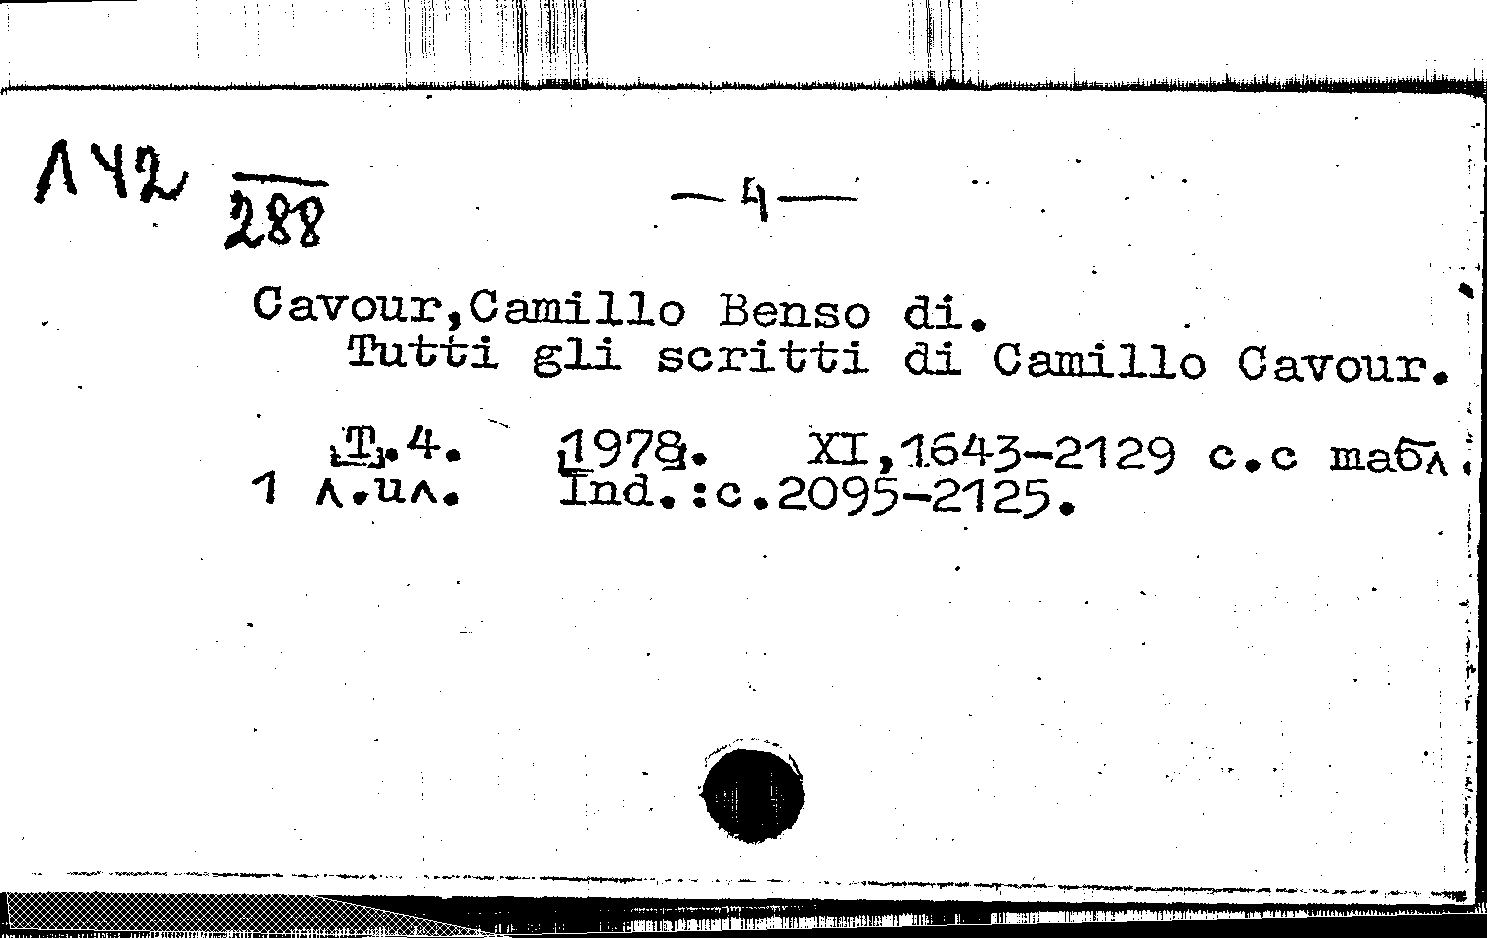 Л42 288
— 4 —
Cavour,Camillo Benso di.
Tutti gli scritti di Camillo Cavour.
[T].4. [1978]. XI,1643-2129 с.с табл.
1 л.ил. Ind.:с.2095-2125.